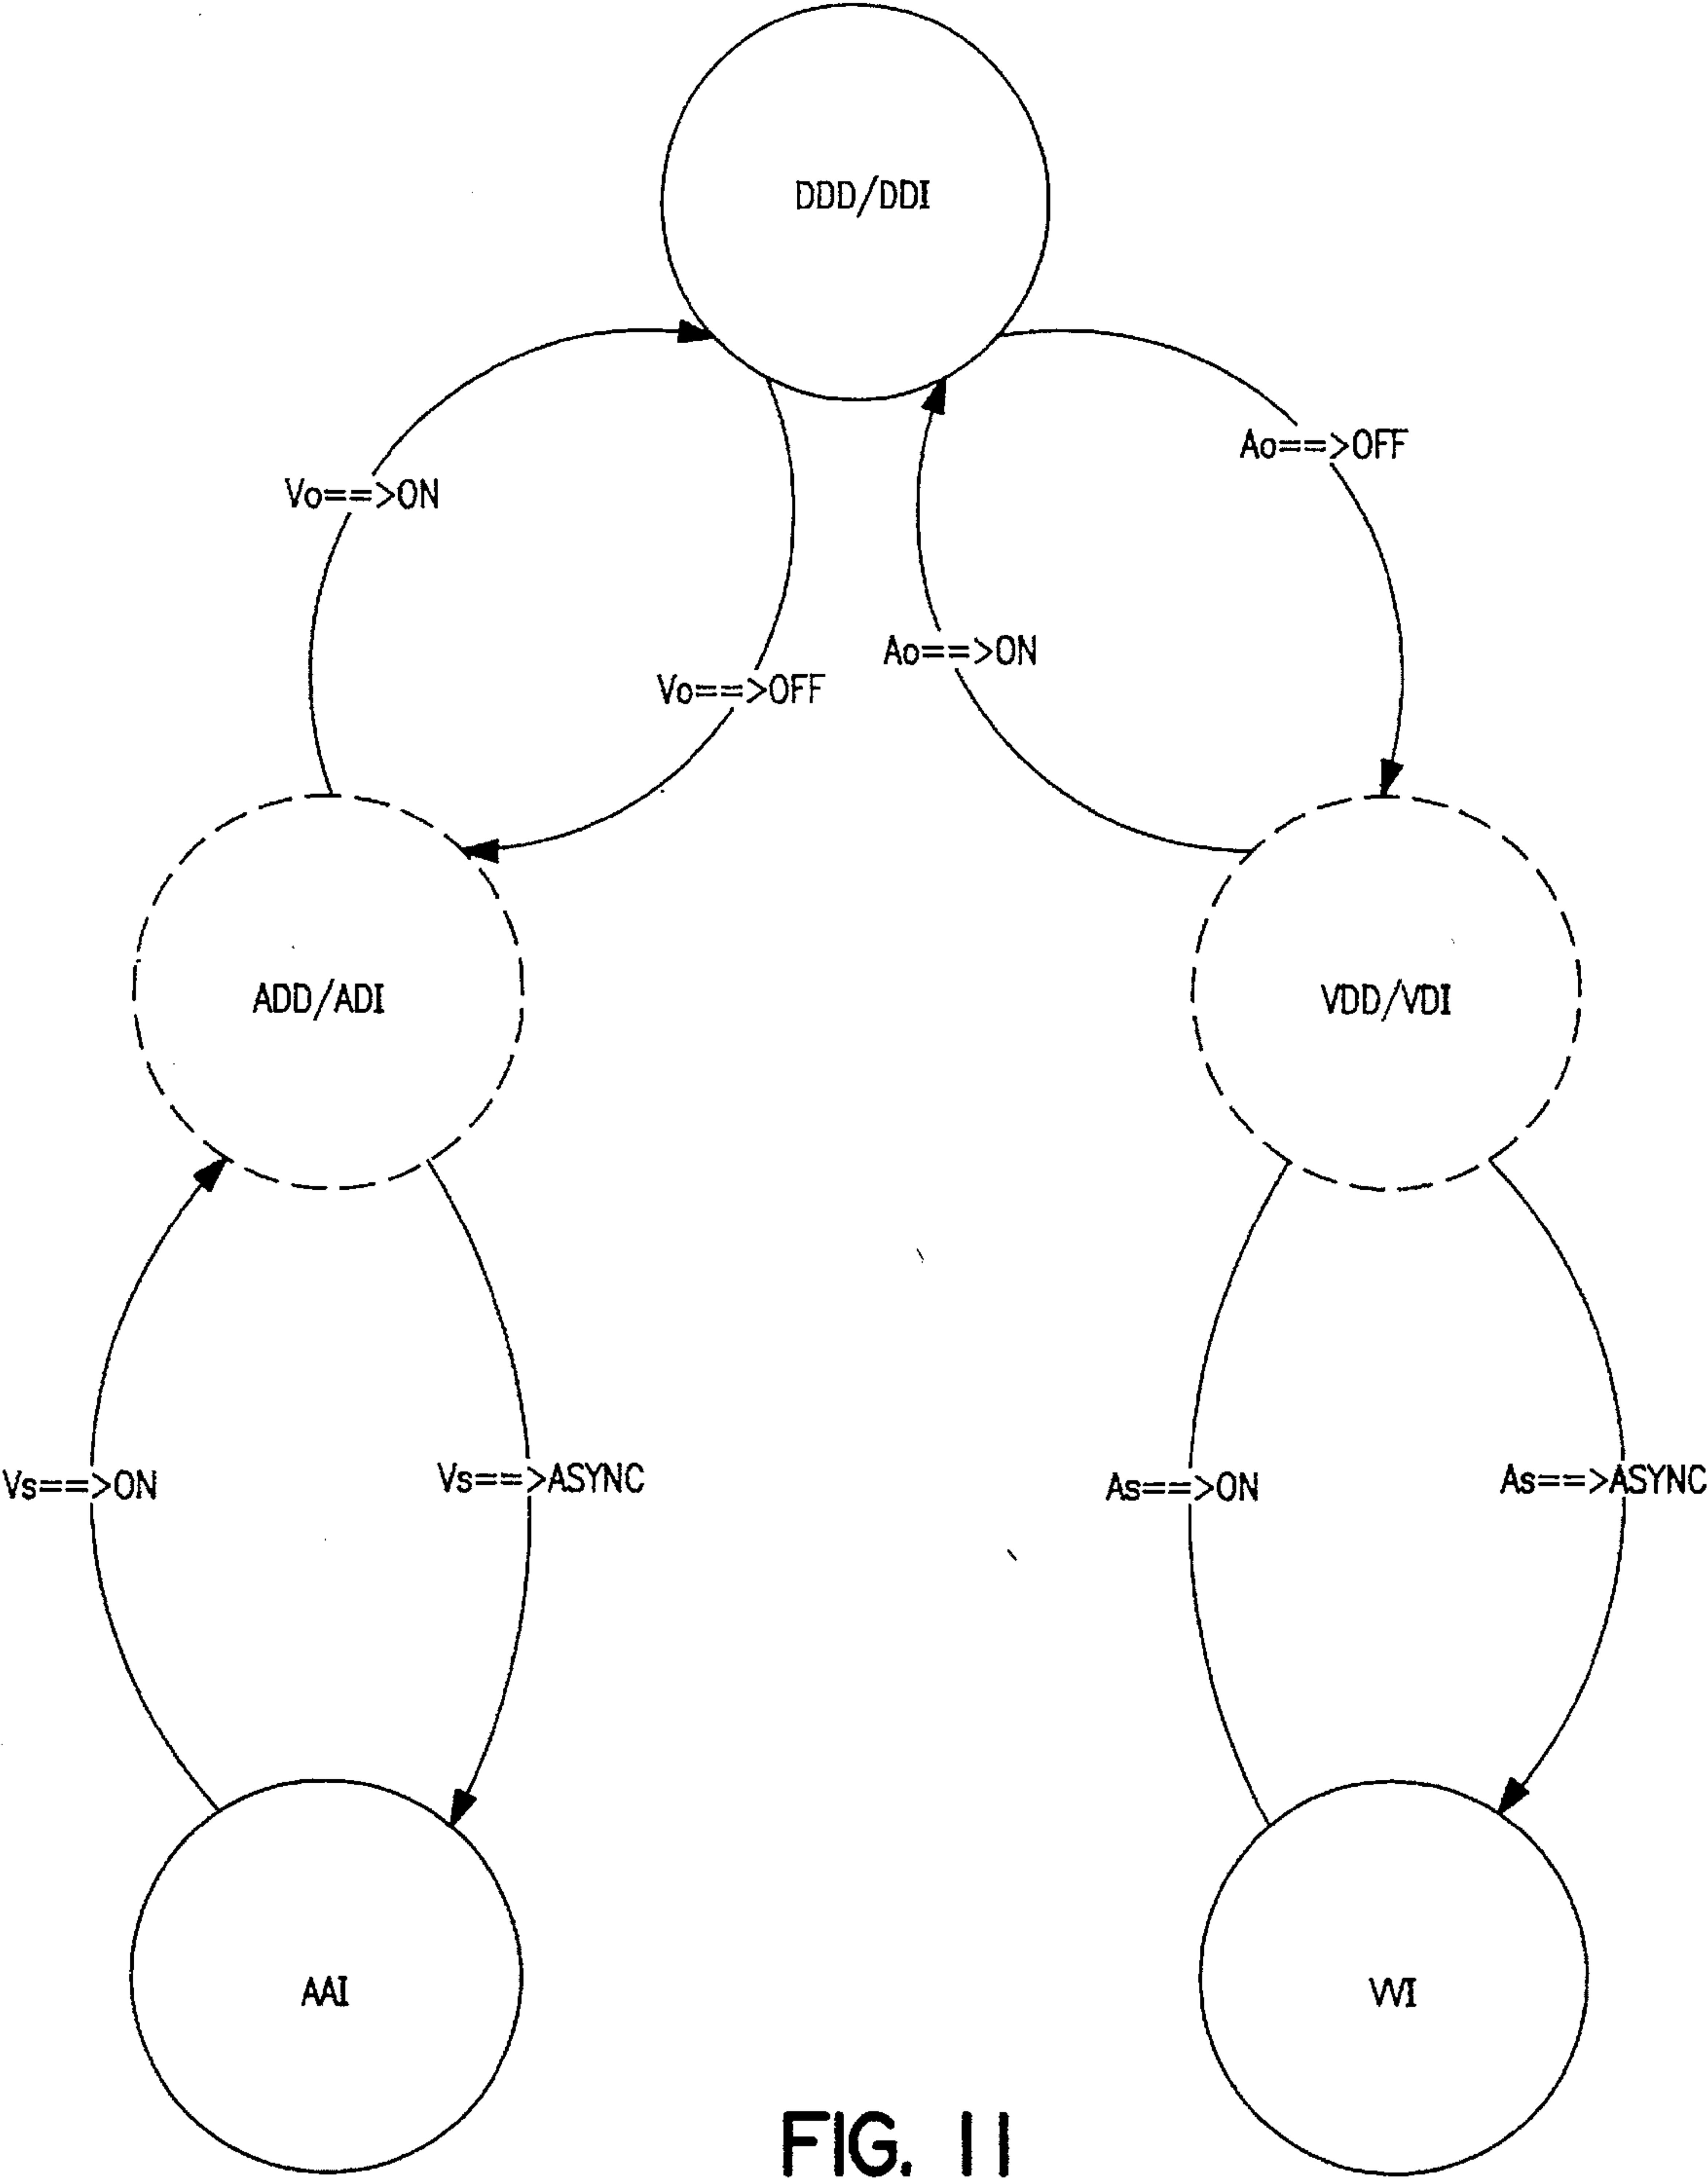 DDD/DDI
Ao==>OFF
Vo==>ON
Ao==>ON
Vo==>OFF
ADD/ADI
VDD/VDI
Vs==>ON
Vs==>ASYNC
As==>ON
As==>ASYNC
AAI
VVI
FIG. 11